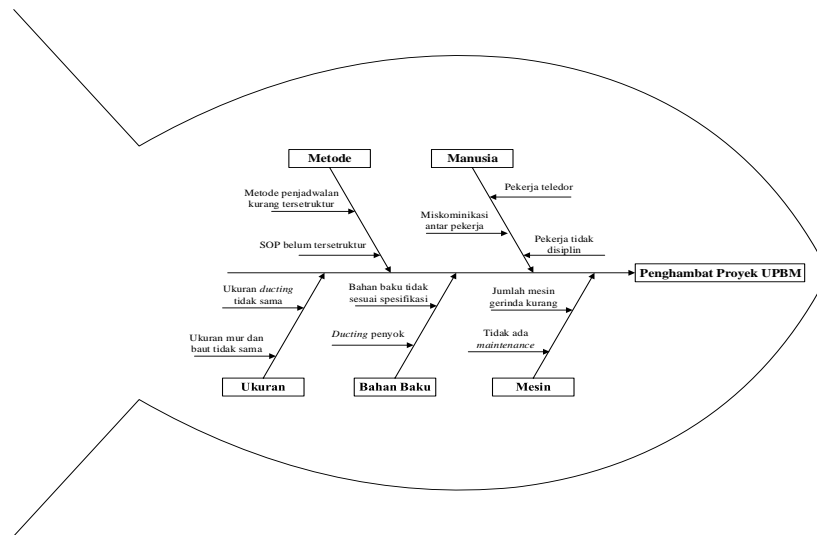 Metode
Manusia
Metode penjadwalan
kurang tersetruktur
SOP belum tersetruktur
Pekerja teledor
Miskominikasi
antar pekerja
Pekerja tidak
disiplin
Penghambat Proyek UPBM
Ukuran ducting
tidak sama
Ukuran mur dan
baut tidak sama
Bahan baku tidak
sesuai spesifikasi
Ducting penyok
Jumlah mesin
gerinda kurang
Tidak ada
maintenance
Ukuran
Bahan Baku
Mesin